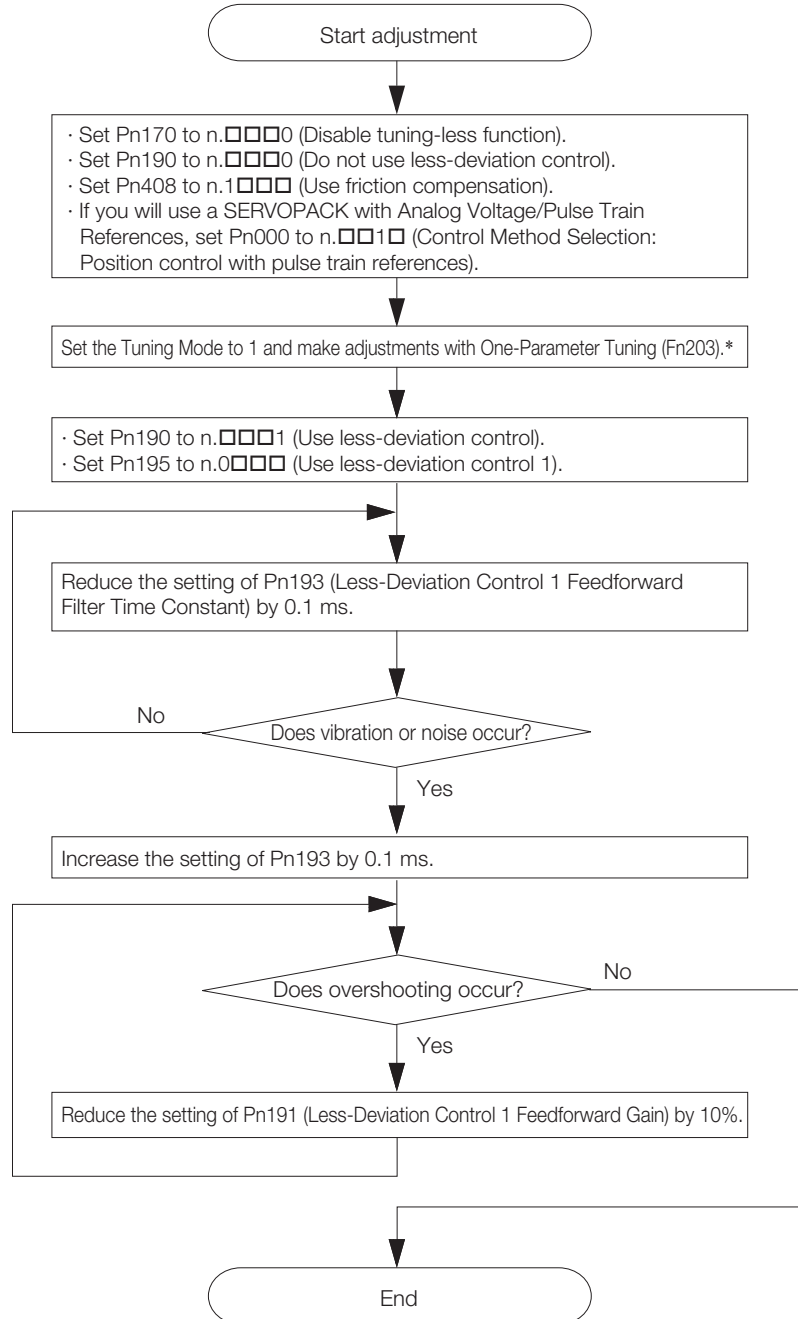 Start adjustment
· Set Pn170 to n.□□□0 (Disable tuning-less function).
· Set Pn190 to n.□□□0 (Do not use less-deviation control).
· Set Pn408 to n.1□□□ (Use friction compensation).
· If you will use a SERVOPACK with Analog Voltage/Pulse Train
References, set Pn000 to n.□□1□ (Control Method Selection:
Position control with pulse train references).
Set the Tuning Mode to 1 and make adjustments with One-Parameter Tuning (Fn203).*
· Set Pn190 to n.□□□1 (Use less-deviation control).
· Set Pn195 to n.0□□□ (Use less-deviation control 1).
Reduce the setting of Pn193 (Less-Deviation Control 1 Feedforward
Filter Time Constant) by 0.1 ms.
No
Does vibration or noise occur?
Yes
Increase the setting of Pn193 by 0.1 ms.
No
Does overshooting occur?
Yes
Reduce the setting of Pn191 (Less-Deviation Control 1 Feedforward Gain) by 10%.
End